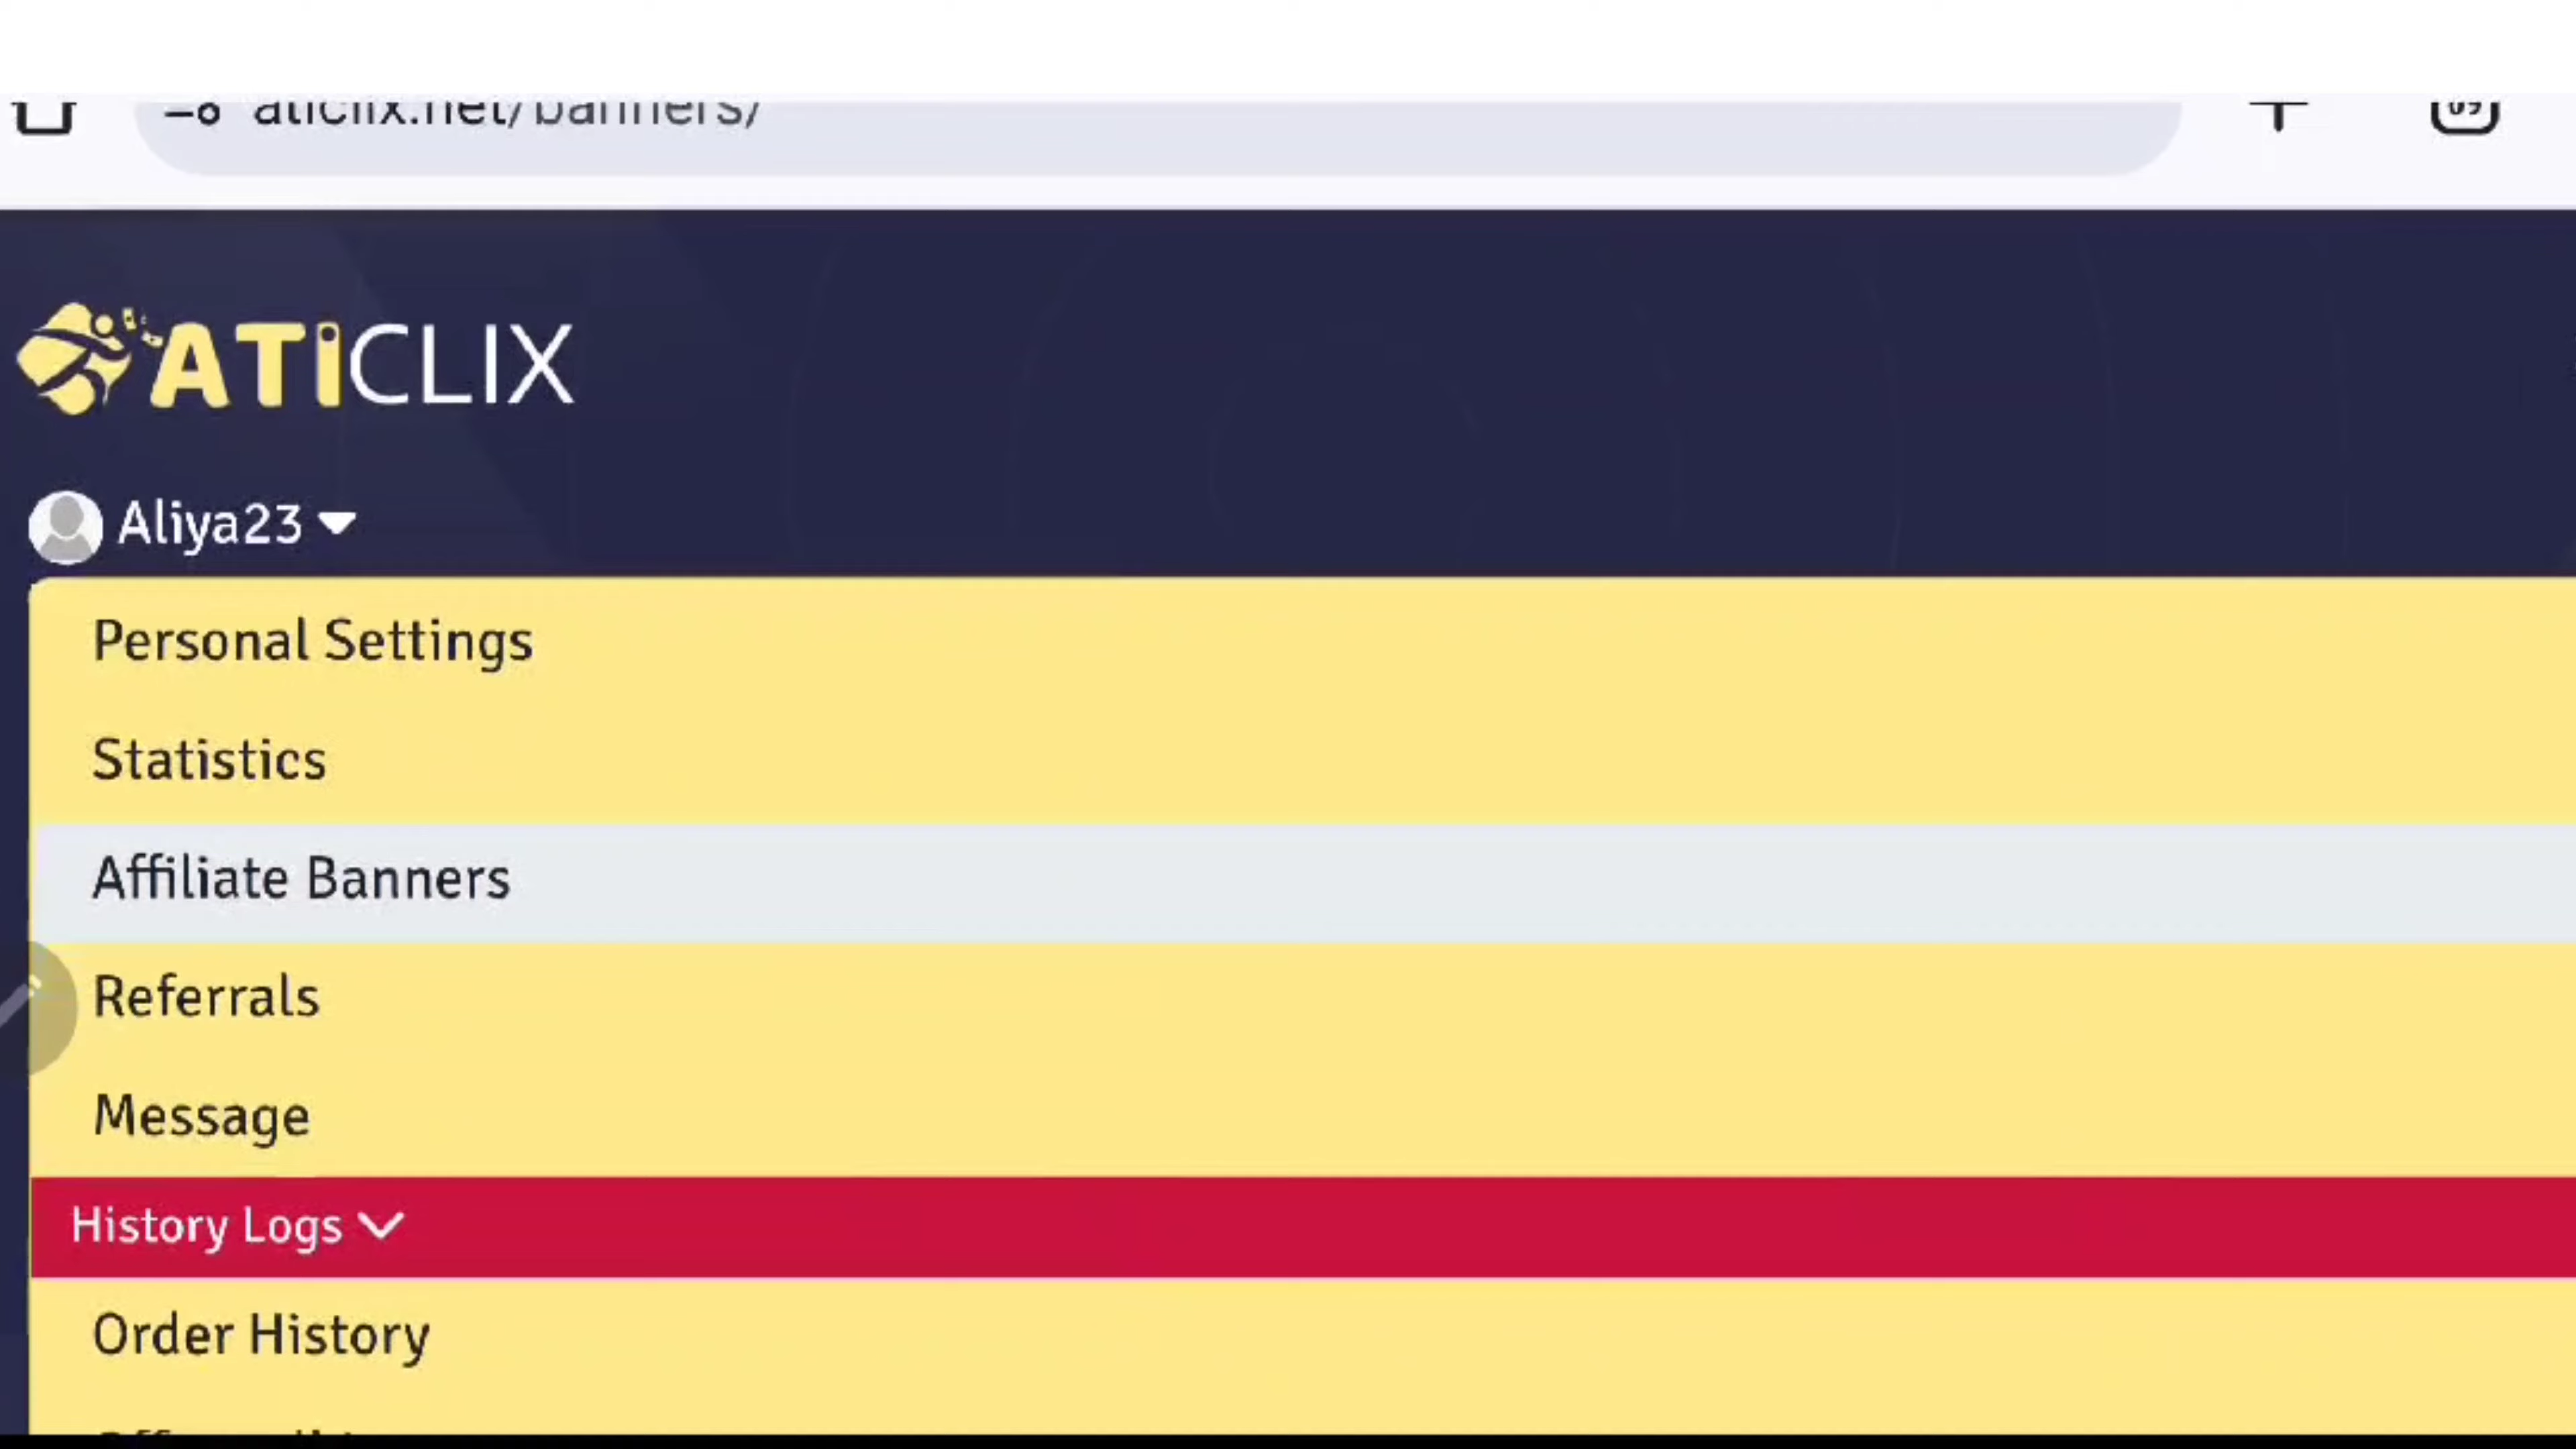 aticlix.net/banners/
ATiCLIX
Aliya23
Personal Settings
Statistics
Affiliate Banners
Referrals
Message
History Logs
Order History